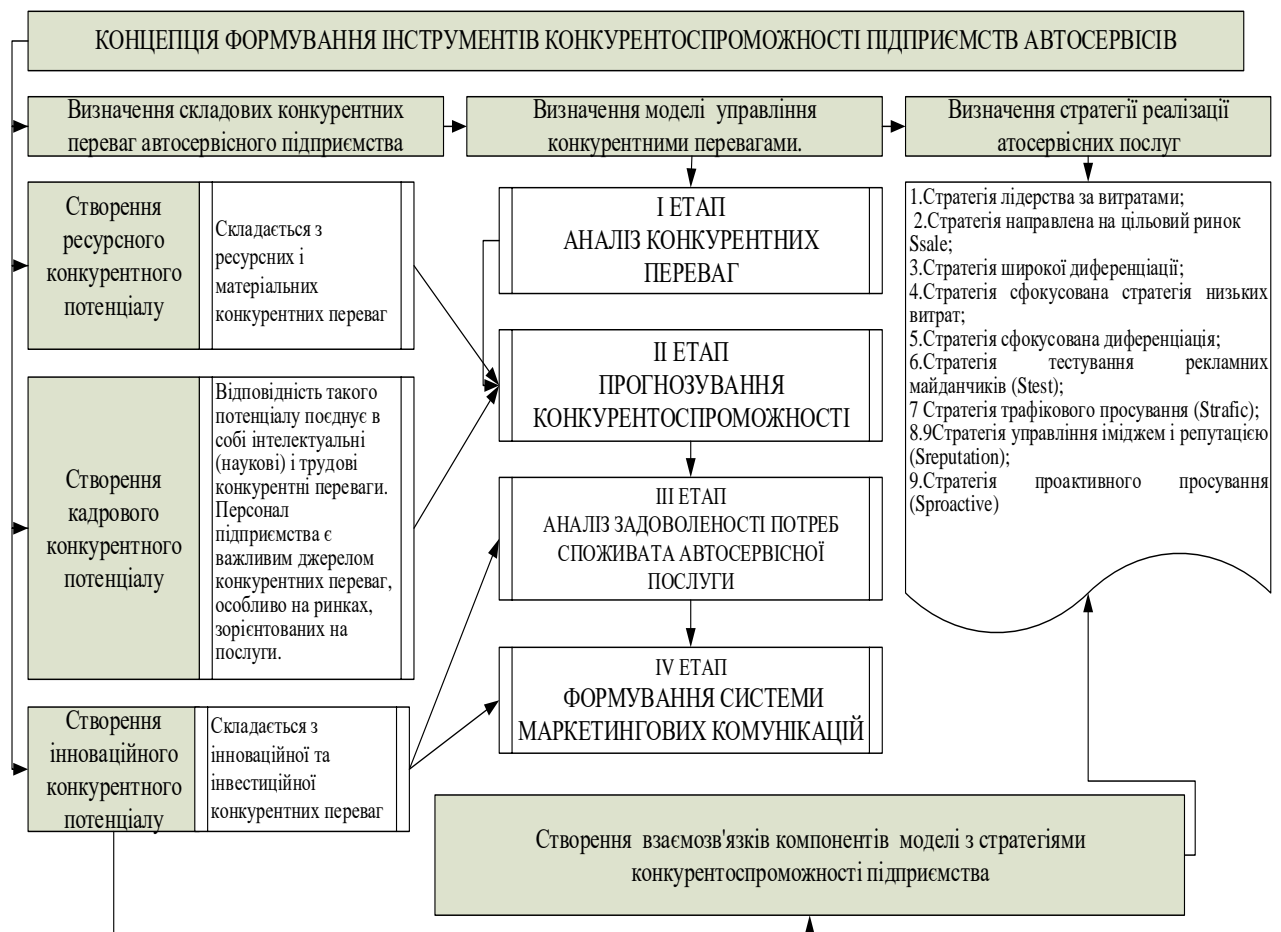 КОНЦЕПЦІЯ ФОРМУВАННЯ ІНСТРУМЕНТІВ КОНКУРЕНТОСПРОМОЖНОСТІ ПІДПРИЄМСТВ АВТОСЕРВІСІВ
Визначення складових конкурентних
переваг автосервісного підприємства
Визначення моделі управління
конкурентними перевагами.
Визначення стратегії реалізації
атосервісних послуг
Створення
ресурсного
конкурентного
потенціалу
Складається з
ресурсних і
матеріальних
конкурентних переваг
Створення
кадрового
конкурентного
потенціалу
Відповідність такого
потенціалу поєднує в
собі інтелектуальні
(наукові) і трудові
конкурентні переваги.
Персонал
підприємства є
важливим джерелом
конкурентних переваг,
особливо на ринках,
зорієнтованих на
послуги.
Створення
інноваційного
конкурентного
потенціалу
Складається з
інноваційної та
інвестиційної
конкурентних переваг
І ЕТАП
АНАЛІЗ КОНКУРЕНТНИХ
ПЕРЕВАГ
ІІ ЕТАП
ПРОГНОЗУВАННЯ
КОНКУРЕНТОСПРОМОЖНОСТІ
ІІІ ЕТАП
АНАЛІЗ ЗАДОВОЛЕНОСТІ ПОТРЕБ
СПОЖИВАТА АВТОСЕРВІСНОЇ
ПОСЛУГИ
IV ЕТАП
ФОРМУВАННЯ СИСТЕМИ
МАРКЕТИНГОВИХ КОМУНІКАЦІЙ
1.Стратегія лідерства за витратами;
2.Стратегія направлена на цільовий ринок
Ssale;
3.Стратегія широкої диференціації;
4.Стратегія сфокусована стратегія низьких
витрат;
5.Стратегія сфокусована диференціація;
6.Стратегія тестування рекламних
майданчиків (Stest);
7 Стратегія трафікового просування (Strafic);
8.9Стратегія управління іміджем і репутацією
(Sreputation);
9.Стратегія проактивного просування
(Sproactive)
Створення взаємозв'язків компонентів моделі з стратегіями
конкурентоспроможності підприємства